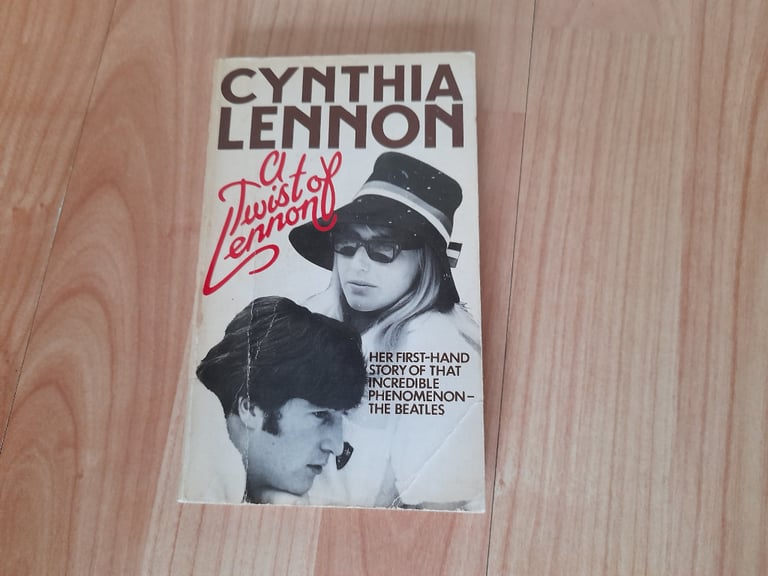 CYNTHIA
LENNON
A
Twist of
Lennon
HER FIRST-HAND
STORY OF THAT
INCREDIBLE
PHENOMENON–
THE BEATLES